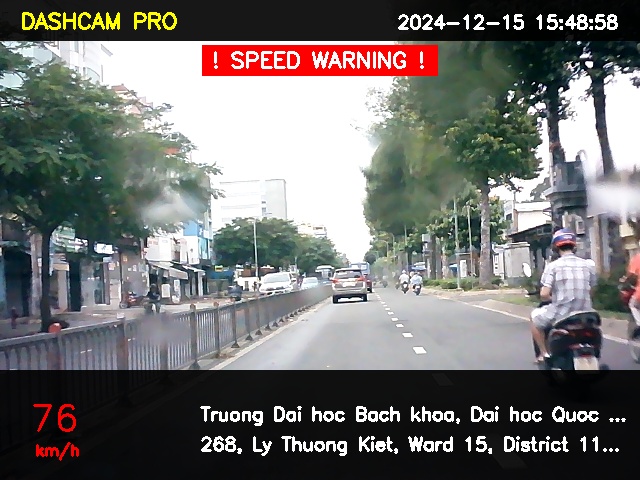 DASHCAM PRO
2024-12-15 15:48:58
! SPEED WARNING !
76
km/h
Truong Dai hoc Bach khoa, Dai hoc Quoc ...
268, Ly Thuong Kiet, Ward 15, District 11...